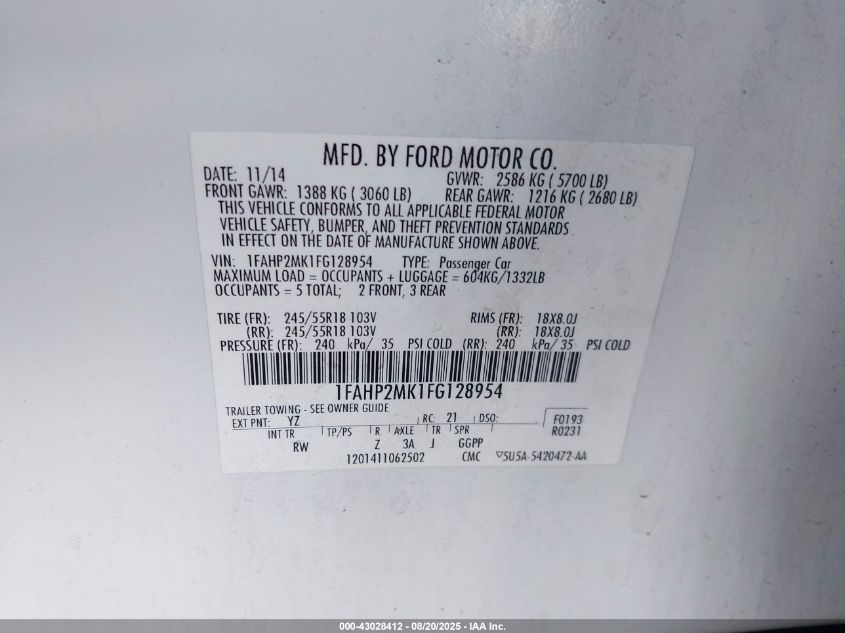 MFD. BY FORD MOTOR CO.
DATE: 11/14 GVWR: 2586 KG ( 5700 LB)
FRONT GAWR: 1388 KG ( 3060 LB) REAR GAWR: 1216 KG ( 2680 LB)
THIS VEHICLE CONFORMS TO ALL APPLICABLE FEDERAL MOTOR
VEHICLE SAFETY, BUMPER, AND THEFT PREVENTION STANDARDS
IN EFFECT ON THE DATE OF MANUFACTURE SHOWN ABOVE.
VIN: 1FAHP2MK1FG128954 TYPE: Passenger Car
MAXIMUM LOAD = OCCUPANTS + LUGGAGE = 604KG/1332LB
OCCUPANTS = 5 TOTAL; 2 FRONT, 3 REAR
TIRE (FR): 245/55R18 103V RIMS (FR): 18X8.0J
(RR): 245/55R18 103V (RR): 18X8.0J
PRESSURE (FR): 240 kPa/ 35 PSI COLD (RR): 240 kPa/ 35 PSI COLD
1FAHP2MK1FG128954
TRAILER TOWING - SEE OWNER GUIDE
EXT PNT: YZ RC: 21 DSO: F0193
INT TR TP/PS R AXLE TR SPR R0231
RW Z 3A J GGPP
1201411062502 CMC 5U5A-5420472-AA
000-43028412 - 08/20/2025 - IAA Inc.